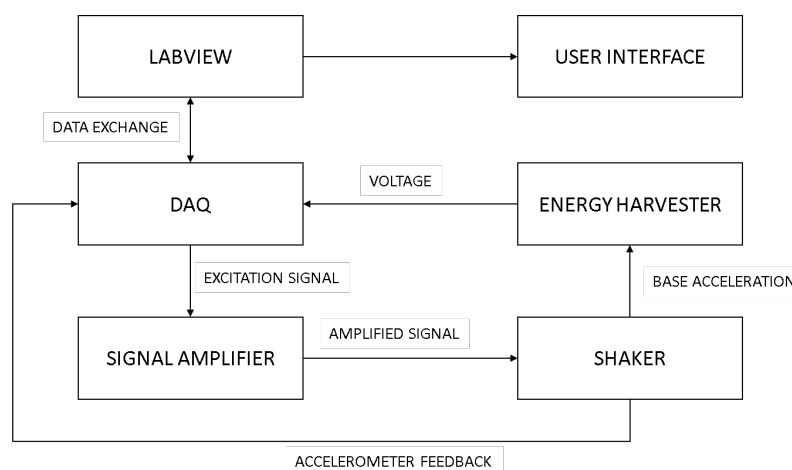 LABVIEW
USER INTERFACE
DATA EXCHANGE
DAQ
VOLTAGE
ENERGY HARVESTER
EXCITATION SIGNAL
BASE ACCELERATION
SIGNAL AMPLIFIER
AMPLIFIED SIGNAL
SHAKER
ACCELEROMETER FEEDBACK